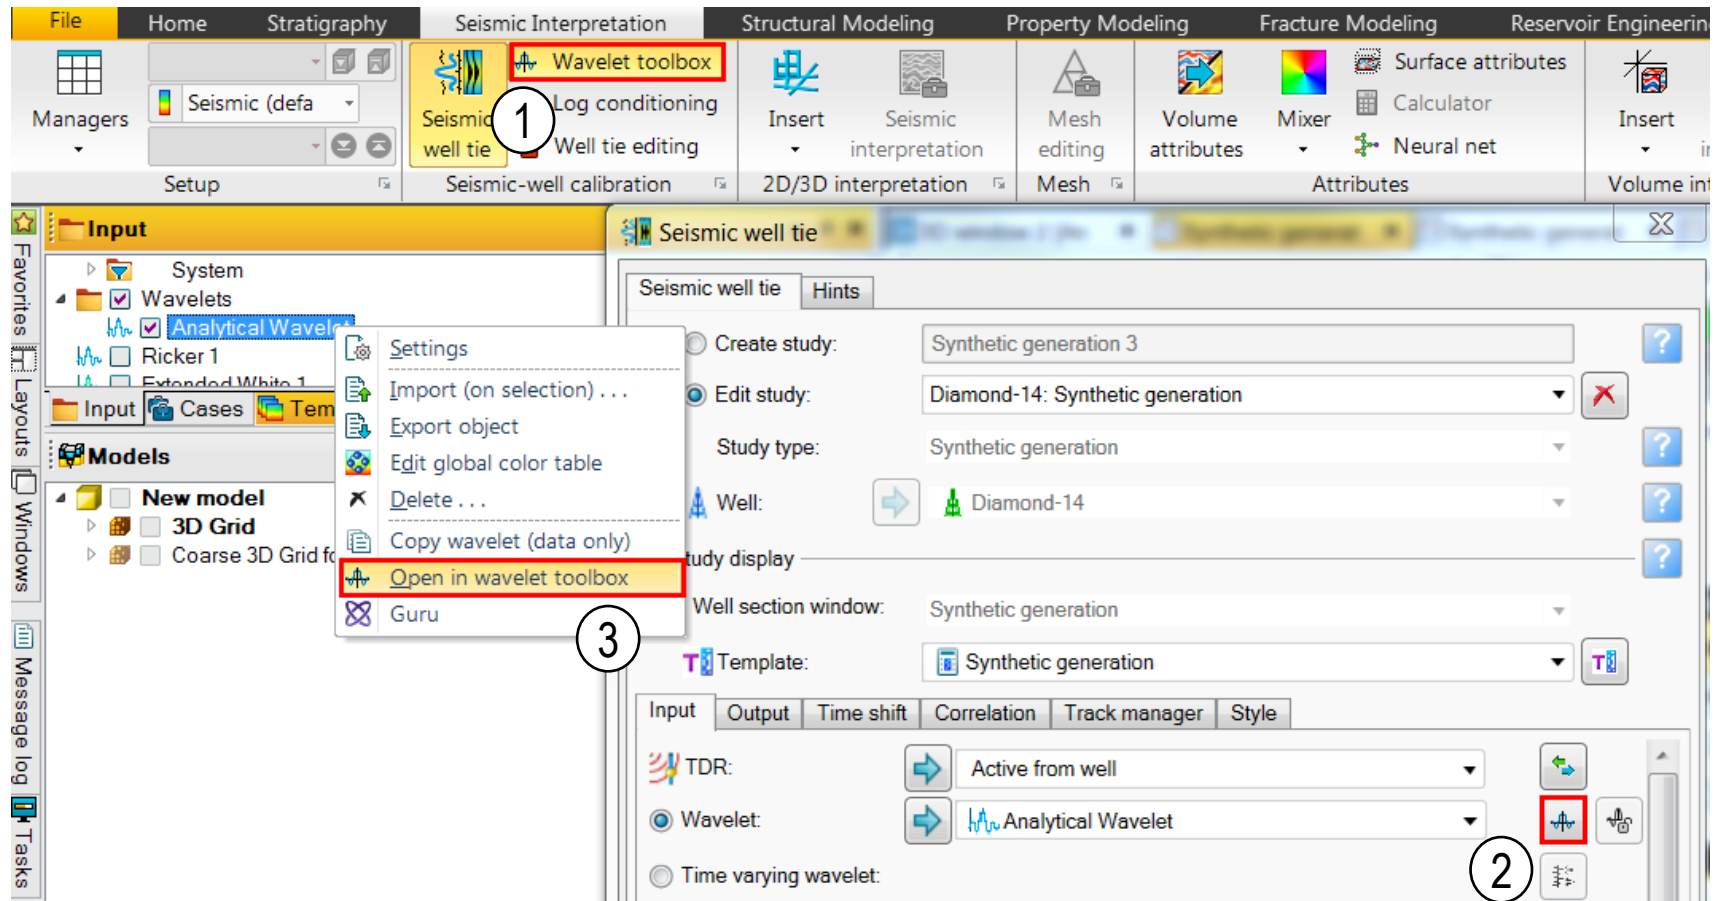 File Home Stratigraphy Seismic Interpretation Structural Modeling Property Modeling Fracture Modeling Reservoir Engineerin
Wavelet toolbox
Surface attributes
Seismic (defa
Log conditioning
Calculator
Managers
Seismic
well tie
1
Insert
Seismic
interpretation
Mesh
editing
Volume
attributes
Mixer
Insert
Well tie editing
Neural net
Setup Seismic-well calibration 2D/3D interpretation Mesh Attributes Volume int
Favorites
Layouts
Windows
Message log
Tasks
Input
System
Wavelets
Analytical Wavelet
Ricker 1
Extended White 1
Input Cases Tem
Models
New model
3D Grid
Coarse 3D Grid fo
Settings
Import (on selection) . . .
Export object
Edit global color table
Delete . . .
Copy wavelet (data only)
Open in wavelet toolbox
Guru
3
Seismic well tie
Seismic well tie Hints
Create study: Synthetic generation 3 ?
Edit study: Diamond-14: Synthetic generation
Study type: Synthetic generation ?
Well: Diamond-14 ?
tudy display ?
Well section window: Synthetic generation
Template: Synthetic generation
Input Output Time shift Correlation Track manager Style
TDR: Active from well
Wavelet: Analytical Wavelet
Time varying wavelet:
2